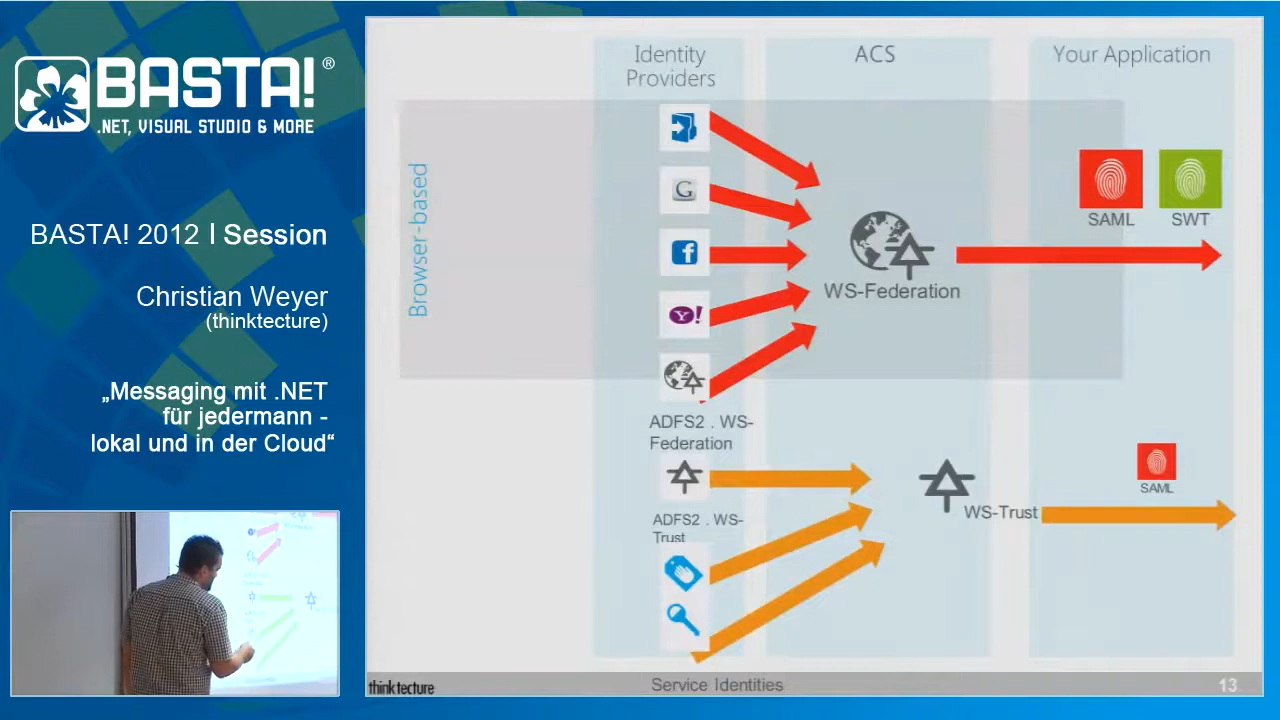 BASTA! ®
.NET, VISUAL STUDIO & MORE
BASTA! 2012 | Session
Christian Weyer
(thinktecture)
„Messaging mit .NET
für jedermann -
lokal und in der Cloud“
Identity
Providers
ACS
Your Application
Browser-based
G
f
Y!
SAML
SWT
WS-Federation
ADFS2 . WS-
Federation
ADFS2 . WS-
Trust
WS-Trust
SAML
thinktecture
Service Identities
13